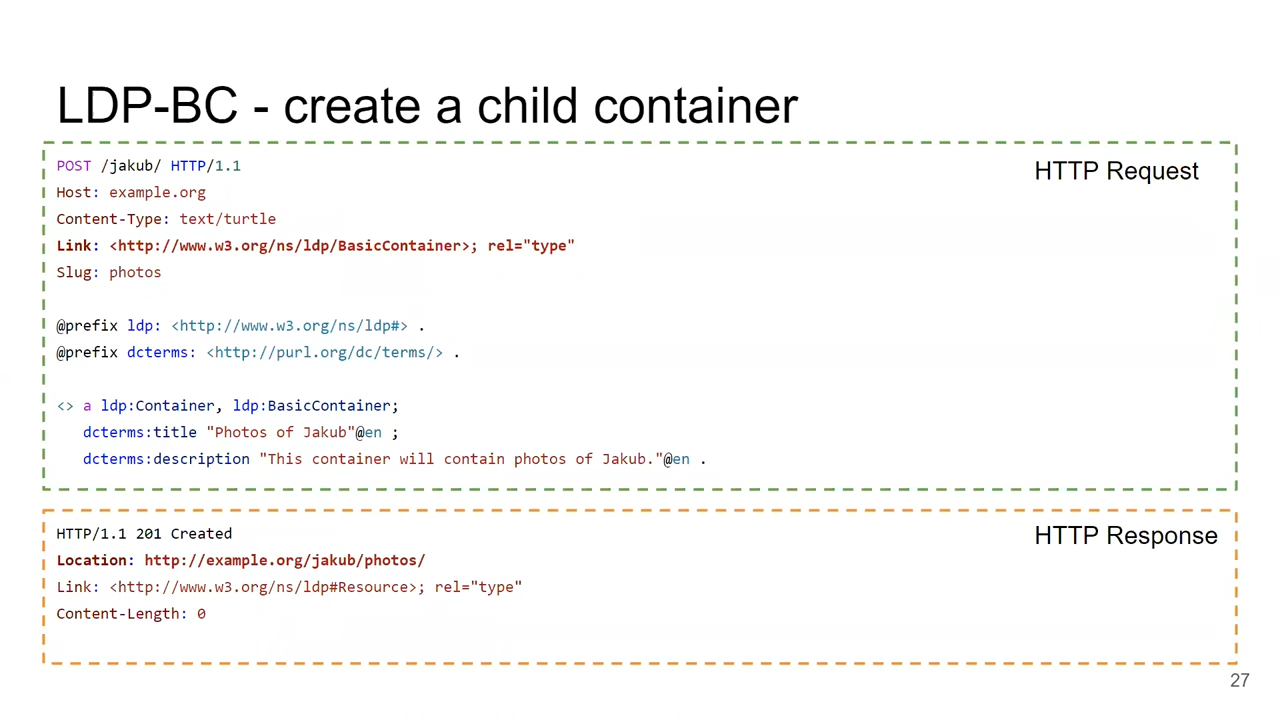 LDP-BC - create a child container
HTTP Request
POST /jakub/ HTTP/1.1
Host: example.org
Content-Type: text/turtle
Link: <http://www.w3.org/ns/ldp/BasicContainer>; rel="type"
Slug: photos
@prefix ldp: <http://www.w3.org/ns/ldp#> .
@prefix dcterms: <http://purl.org/dc/terms/> .
<> a ldp:Container, ldp:BasicContainer;
dcterms:title "Photos of Jakub"@en ;
dcterms:description "This container will contain photos of Jakub."@en .
HTTP Response
HTTP/1.1 201 Created
Location: http://example.org/jakub/photos/
Link: <http://www.w3.org/ns/ldp#Resource>; rel="type"
Content-Length: 0
27